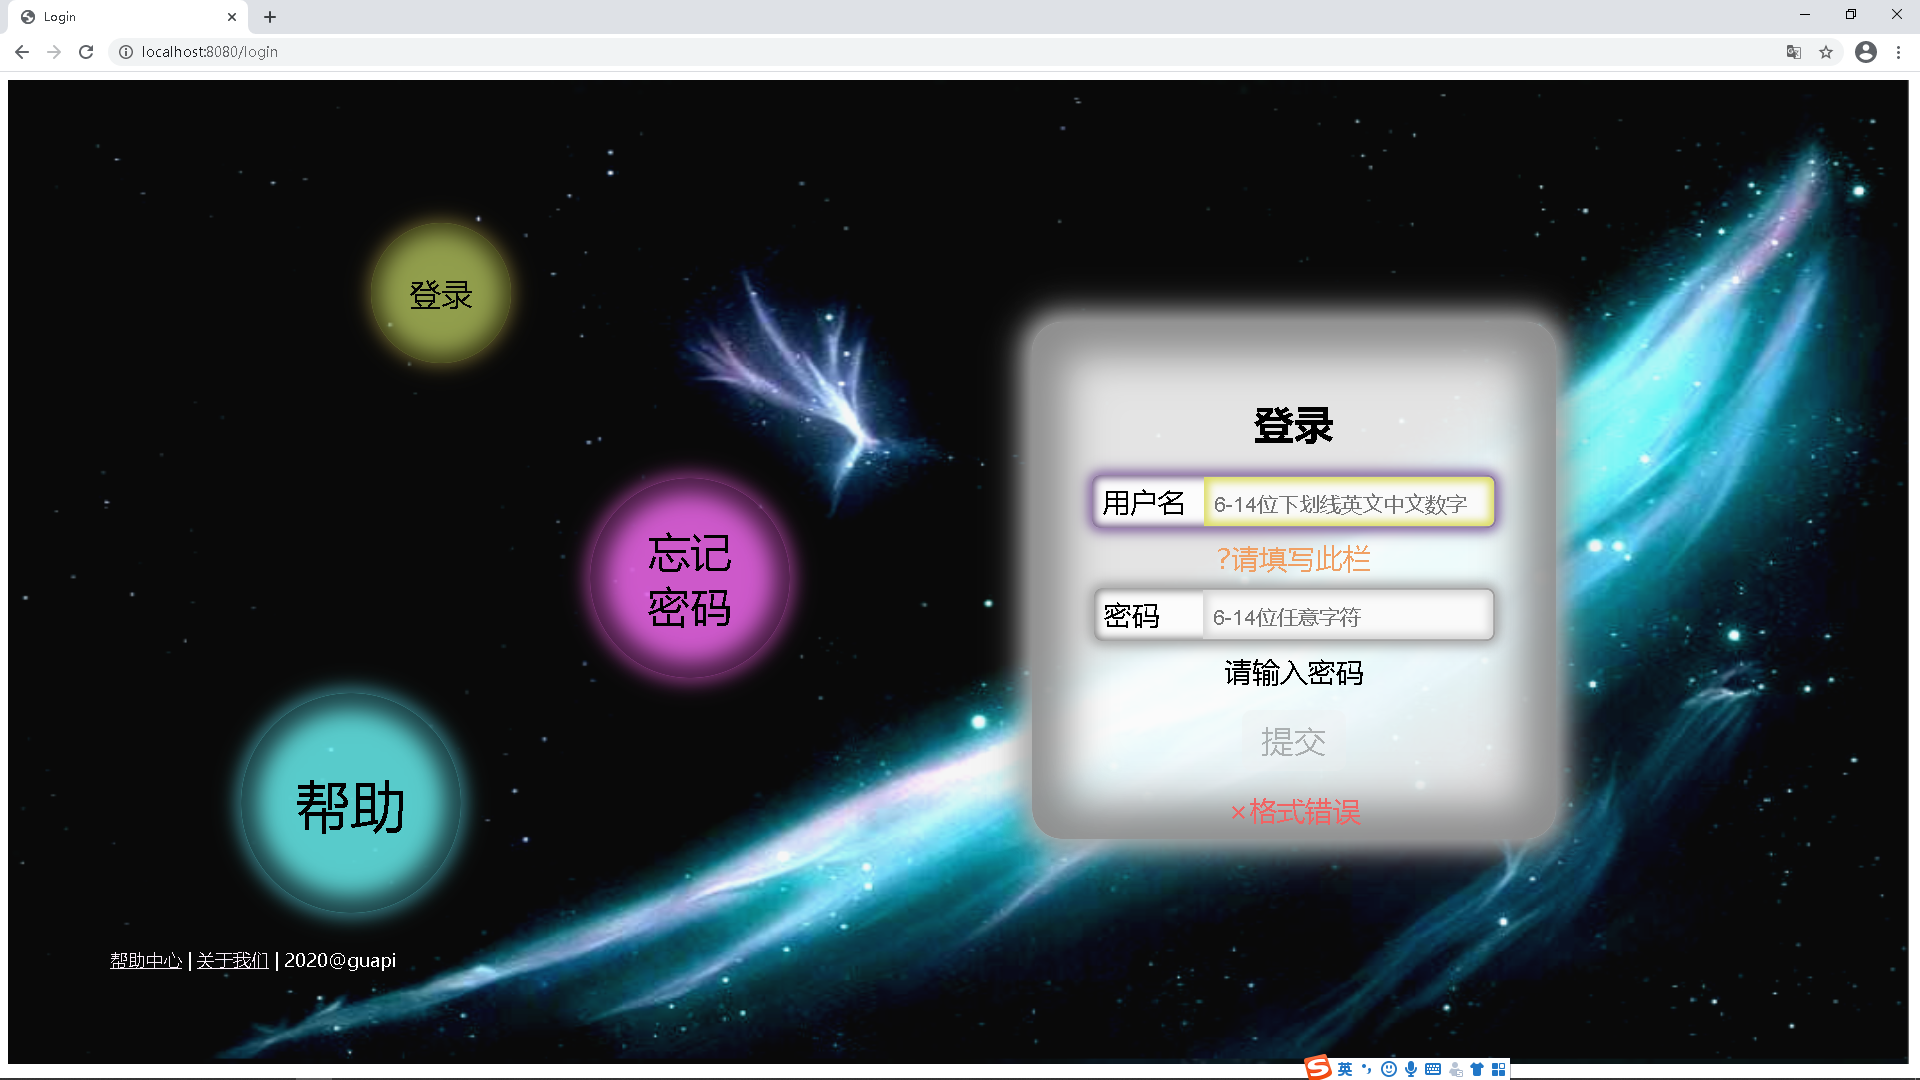 Login
localhost:8080/login
登录
忘记
密码
帮助
登录
用户名 6-14位下划线英文中文数字
?请填写此栏
密码 6-14位任意字符
请输入密码
提交
×格式错误
帮助中心 | 关于我们 | 2020@guapi
英